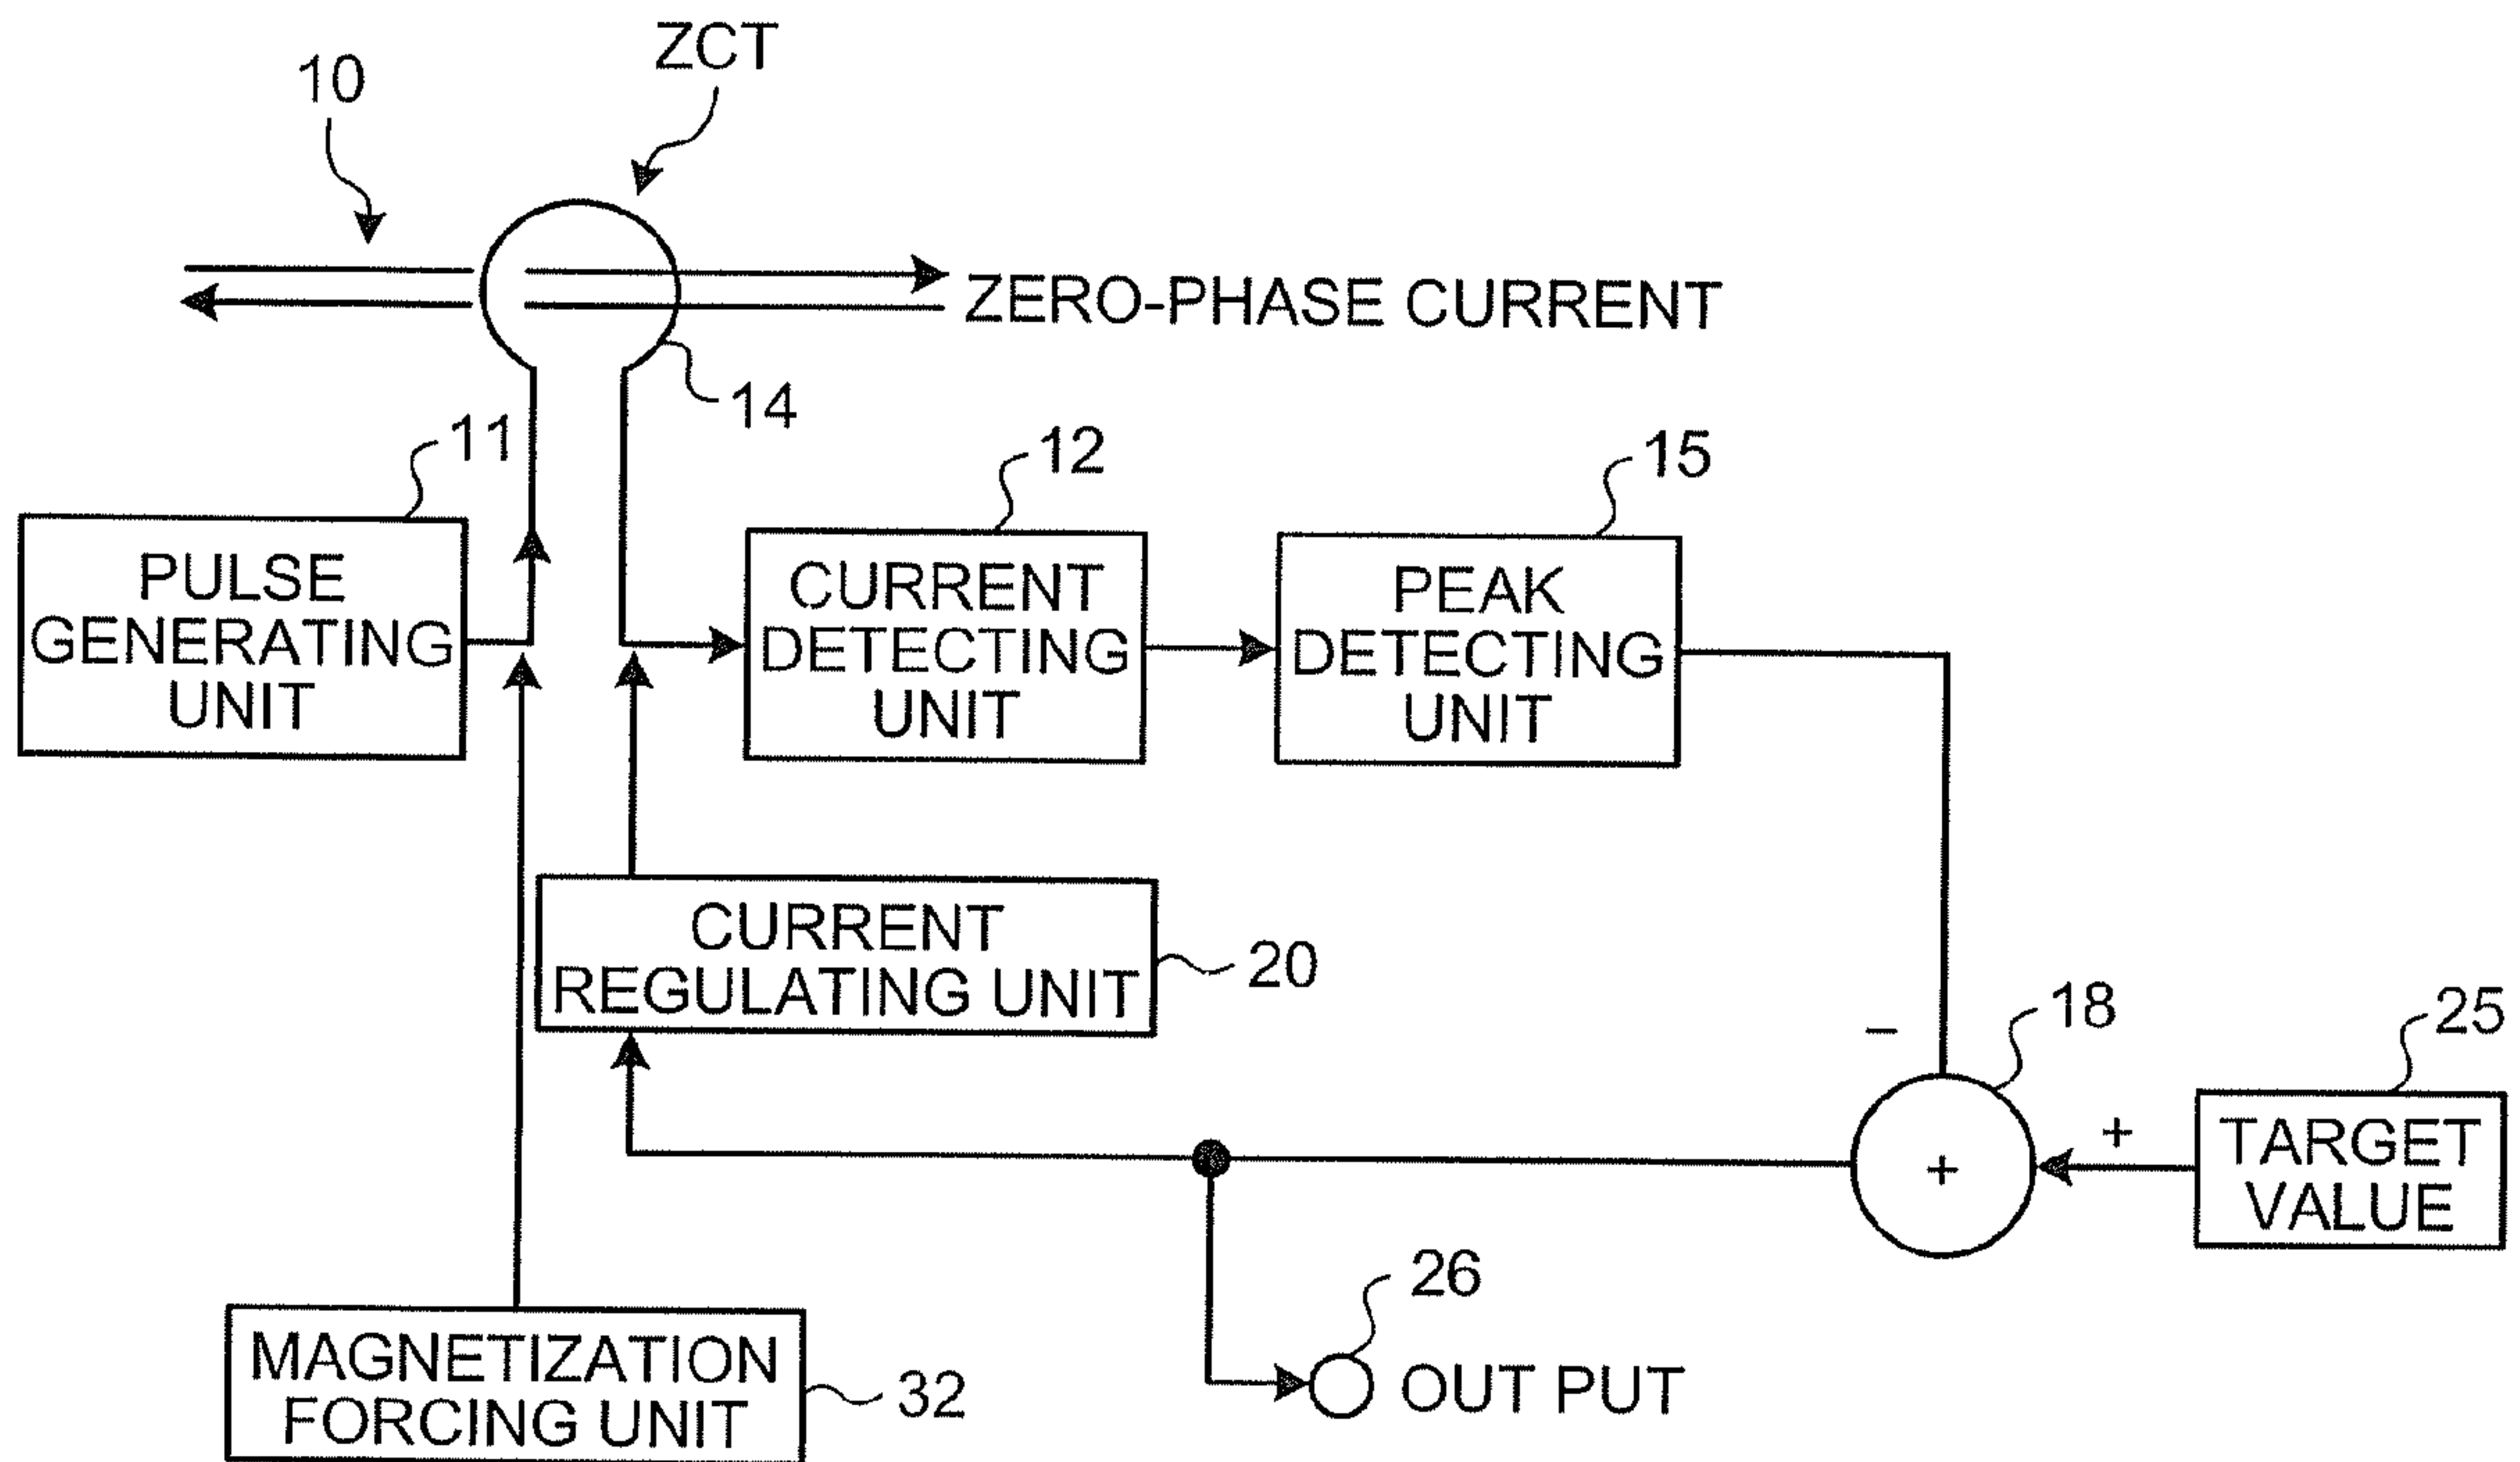 ZCT
10
ZERO-PHASE CURRENT
14
11
12
15
PULSE
GENERATING
UNIT
CURRENT
DETECTING
UNIT
PEAK
DETECTING
UNIT
CURRENT
REGULATING UNIT
20
−
18
25
+
+
TARGET
VALUE
26
OUT PUT
MAGNETIZATION
FORCING UNIT
32